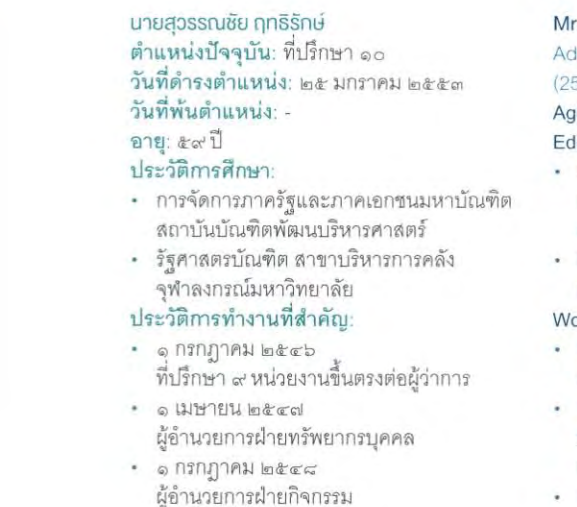 นายสุวรรณชัย ฤทธิรักษ์
ตำแหน่งปัจจุบัน: ที่ปรึกษา ๑๐
วันที่ดำรงตำแหน่ง: ๒๕ มกราคม ๒๕๕๓
วันที่พ้นตำแหน่ง: -
อายุ: ๕๙ ปี
ประวัติการศึกษา:
• การจัดการภาครัฐและภาคเอกชนมหาบัณฑิต
สถาบันบัณฑิตพัฒนบริหารศาสตร์
• รัฐศาสตรบัณฑิต สาขาบริหารการคลัง
จุฬาลงกรณ์มหาวิทยาลัย
ประวัติการทำงานที่สำคัญ:
• ๑ กรกฎาคม ๒๕๔๖
ที่ปรึกษา ๙ หน่วยงานขึ้นตรงต่อผู้ว่าการ
• ๑ เมษายน ๒๕๔๗
ผู้อำนวยการฝ่ายทรัพยากรบุคคล
• ๑ กรกฎาคม ๒๕๔๘
ผู้อำนวยการฝ่ายกิจกรรม
Mr
Ad
(25
Ag
Ed
Wo